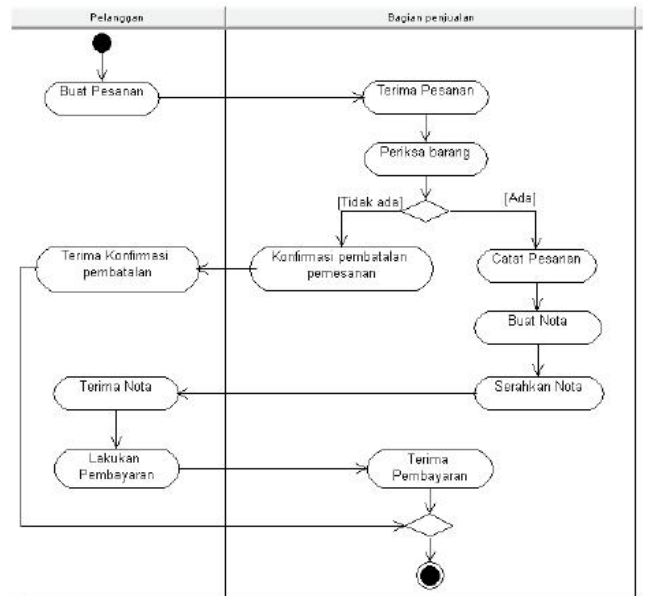 Pelanggan
Bagian penjualan
Buat Pesanan
Terima Pesanan
Periksa barang
[Tidak ada]
[Ada]
Terima Konfirmasi
pembatalan
Konfirmasi pembatalan
pemesanan
Catat Pesanan
Buat Nota
Terima Nota
Serahkan Nota
Lakukan
Pembayaran
Terima
Pembayaran